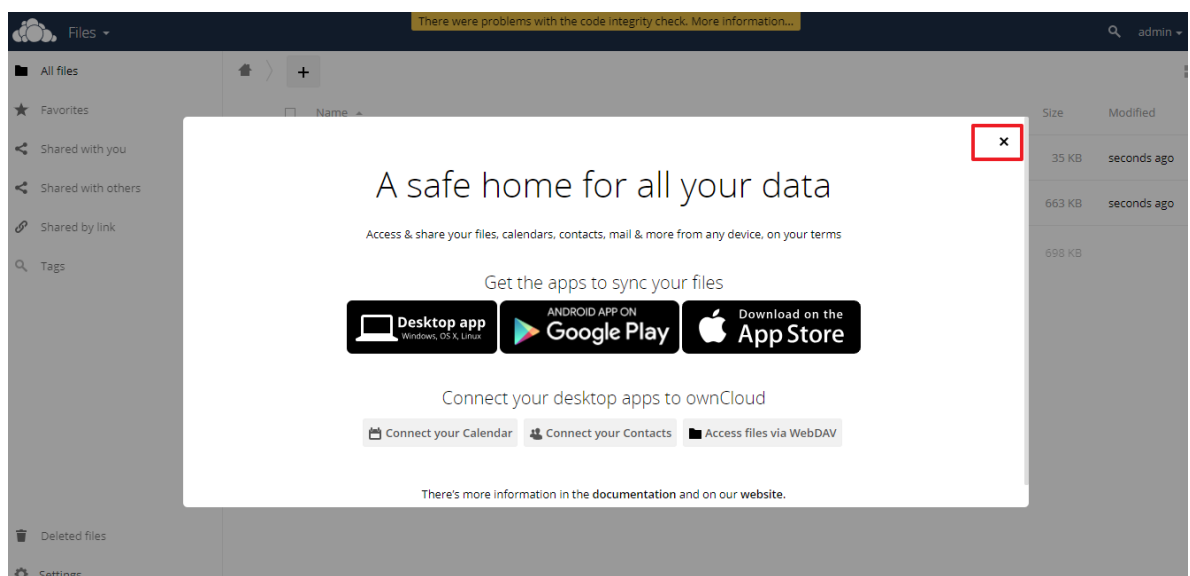 There were problems with the code integrity check. More information...
Files
admin
All files
Favorites
Shared with you
Shared with others
Shared by link
Tags
Deleted files
Settings
Name
Size
Modified
35 KB
seconds ago
663 KB
seconds ago
698 KB
A safe home for all your data
Access & share your files, calendars, contacts, mail & more from any device, on your terms
Get the apps to sync your files
Desktop app
Windows, OS X, Linux
ANDROID APP ON
Google Play
Download on the
App Store
Connect your desktop apps to ownCloud
Connect your Calendar
Connect your Contacts
Access files via WebDAV
There's more information in the documentation and on our website.